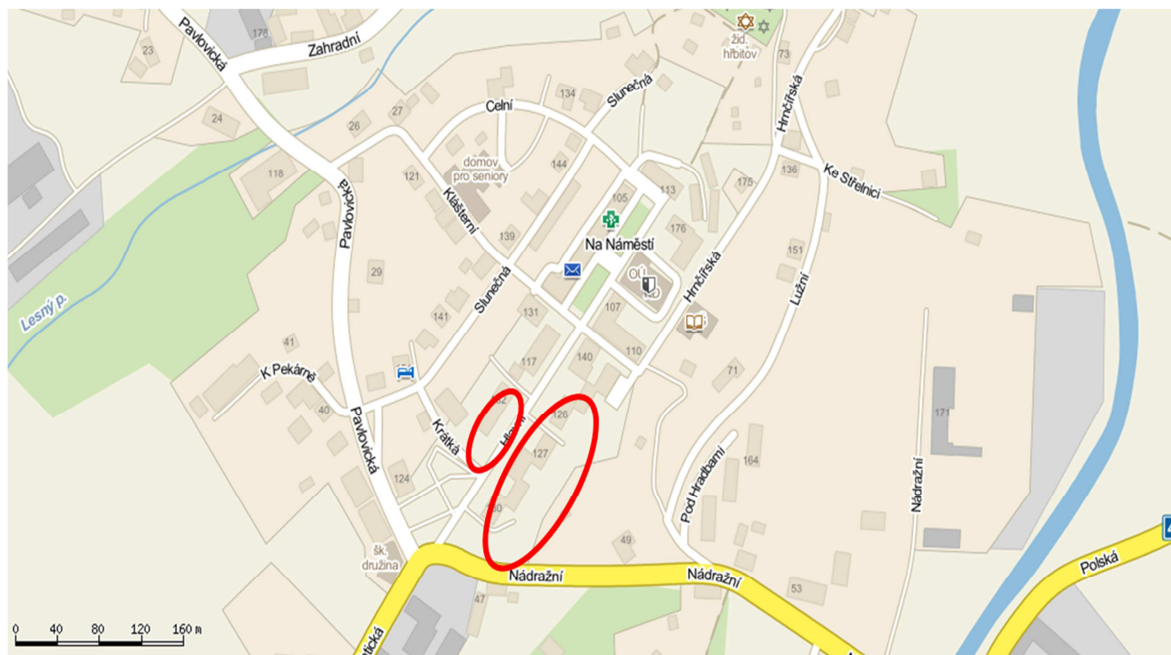 Pavlovická
178
Zahradní
23
24
27
26
Celní
134
Slunečná
žid.
hřbitov
73
Hrnčířská
118
121
domov
pro seniory
144
113
105
175
136
Ke Střelnici
Pavlovická
Klášterní
139
Na Náměstí
176
OÚ
151
Lužní
Hrnčířská
29
Slunečná
Lesný p.
141
131
107
41
117
140
110
71
K Pekárně
40
126
171
Krátká
127
Pavlovická
124
164
Nádražní
Pod Hradbami
šk.
družina
49
Nádražní
Nádražní
53
47
Polská
4
0 40 80 120 160 m